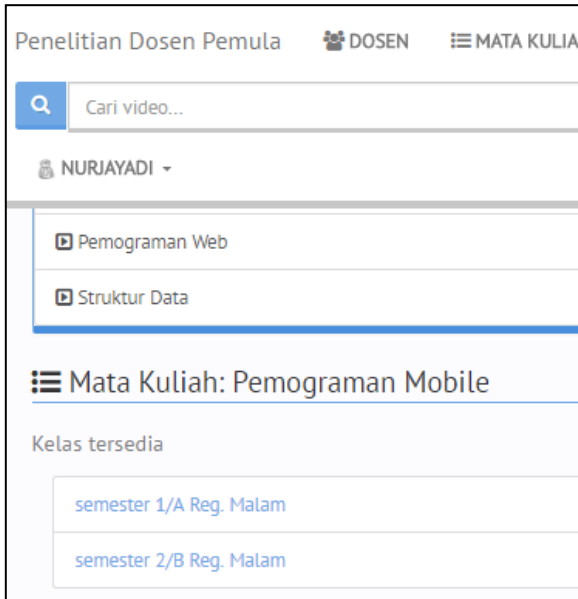 Penelitian Dosen Pemula DOSEN MATA KULIA
Cari video...
NURJAYADI
Pemograman Web
Struktur Data
Mata Kuliah: Pemograman Mobile
Kelas tersedia
semester 1/A Reg. Malam
semester 2/B Reg. Malam